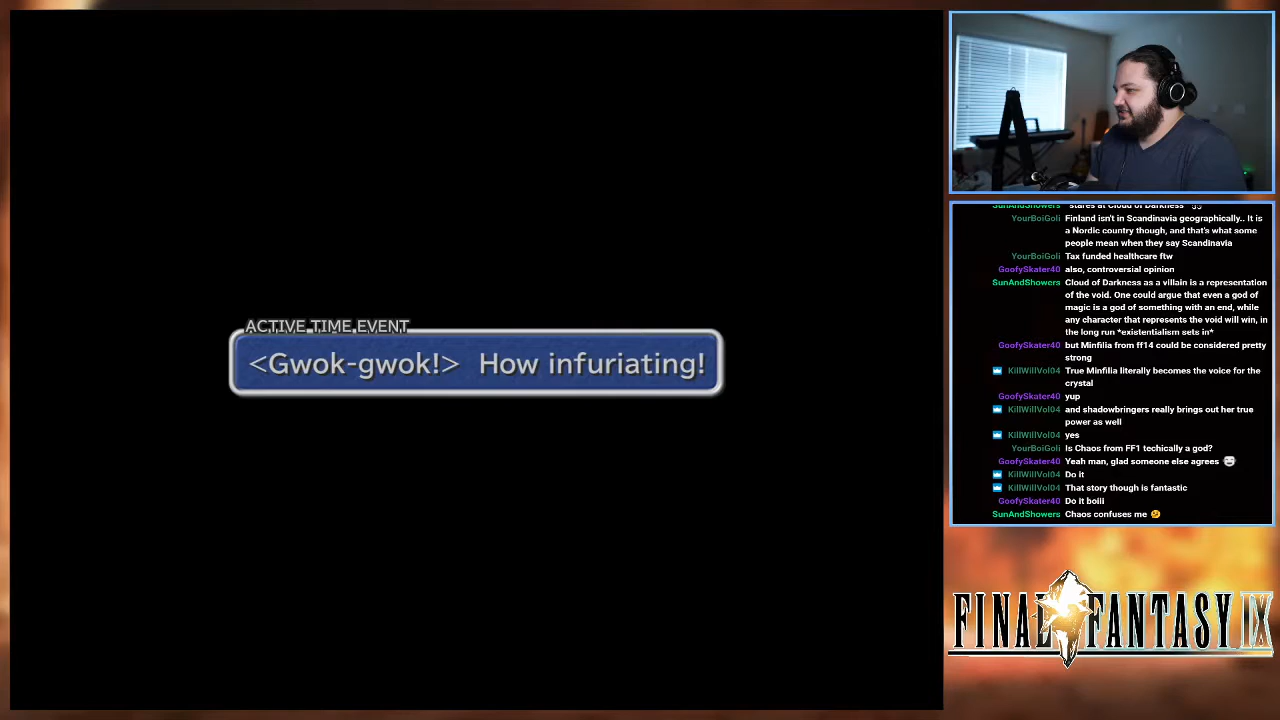 ACTIVE TIME EVENT
<Gwok-gwok!> How infuriating!
SunAndShowers *stares at Cloud of Darkness*
YourBoiGoli Finland isn't in Scandinavia geographically.. It is
a Nordic country though, and that's what some
people mean when they say Scandinavia
YourBoiGoli Tax funded healthcare ftw
GoofySkater40 also, controversial opinion
SunAndShowers Cloud of Darkness as a villain is a representation
of the void. One could argue that even a god of
magic is a god of something with an end, while
any character that represents the void will win, in
the long run *existentialism sets in*
GoofySkater40 but Minfilia from ff14 could be considered pretty
strong
KillWillVol04 True Minfilia literally becomes the voice for the
crystal
GoofySkater40 yup
KillWillVol04 and shadowbringers really brings out her true
power as well
KillWillVol04 yes
YourBoiGoli Is Chaos from FF1 techically a god?
GoofySkater40 Yeah man, glad someone else agrees
KillWillVol04 Do it
KillWillVol04 That story though is fantastic
GoofySkater40 Do it boiii
SunAndShowers Chaos confuses me
FINAL FANTASY IX